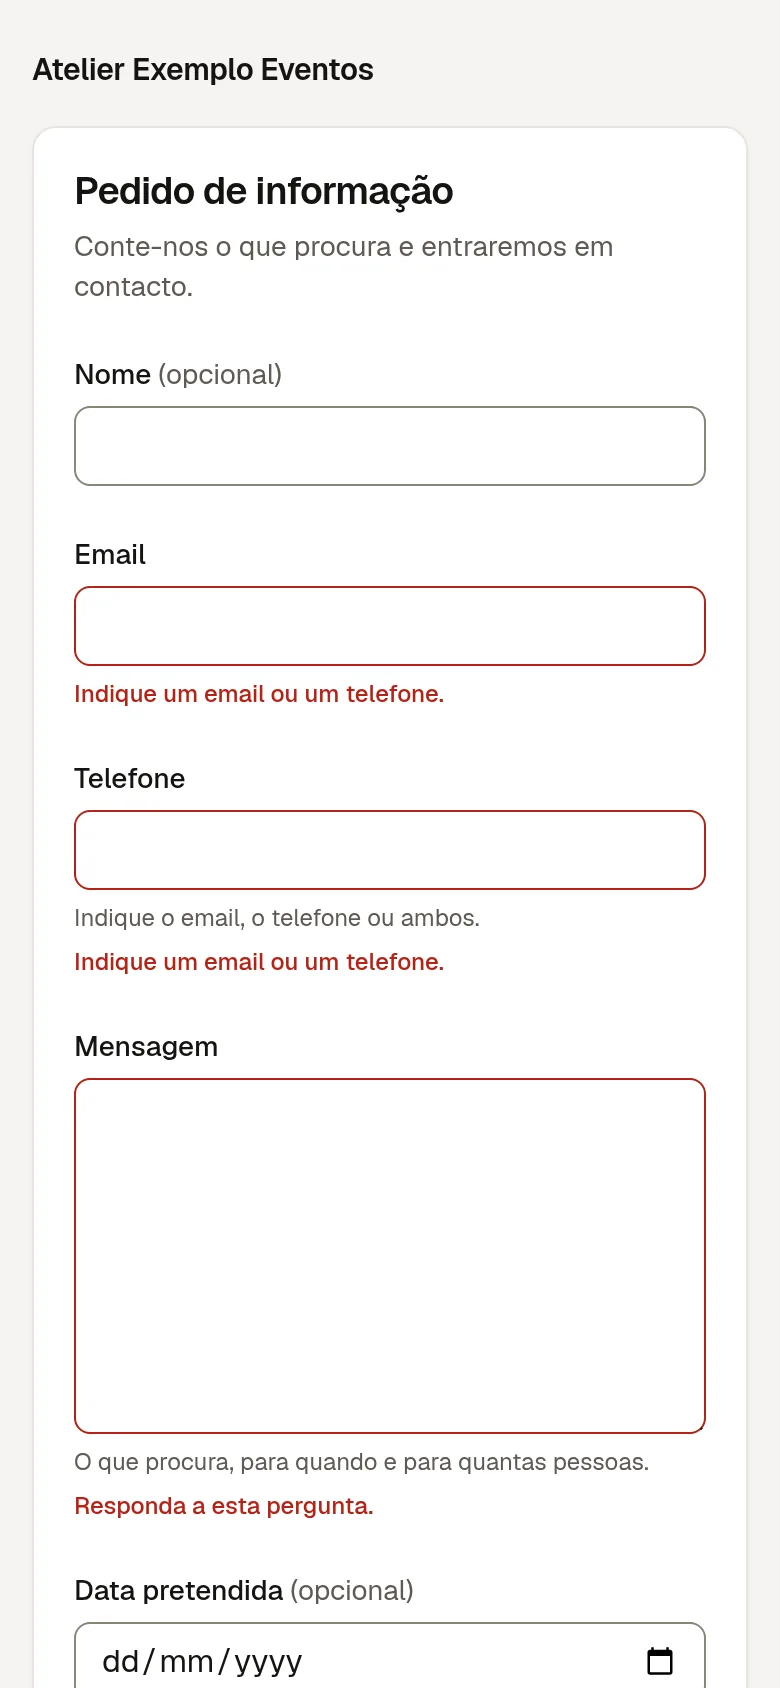 Atelier Exemplo Eventos
Pedido de informação
Conte-nos o que procura e entraremos em
contacto.
Nome (opcional)
Email
Indique um email ou um telefone.
Telefone
Indique o email, o telefone ou ambos.
Indique um email ou um telefone.
Mensagem
O que procura, para quando e para quantas pessoas.
Responda a esta pergunta.
Data pretendida (opcional)
dd/mm/yyyy